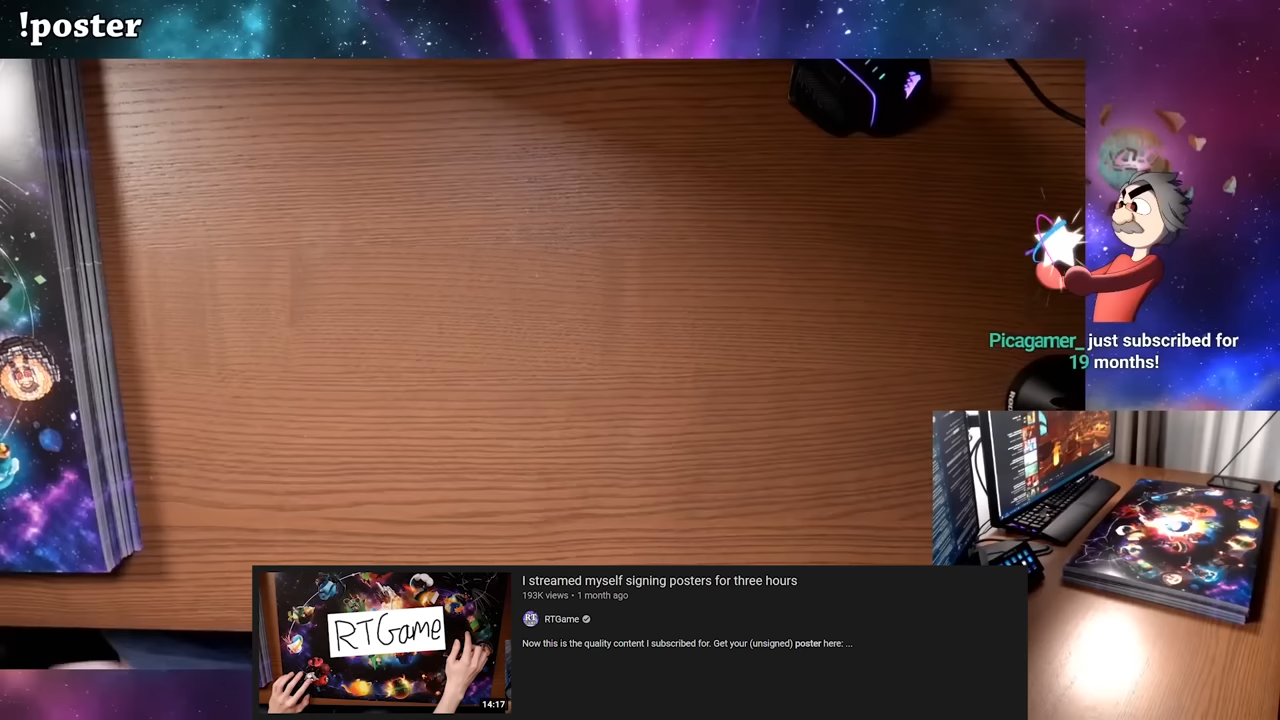 !poster
Picagamer_ just subscribed for
19 months!
I streamed myself signing posters for three hours
193K views • 1 month ago
RT
RTGame
Now this is the quality content I subscribed for. Get your (unsigned) poster here: ...
RTGame
14:17